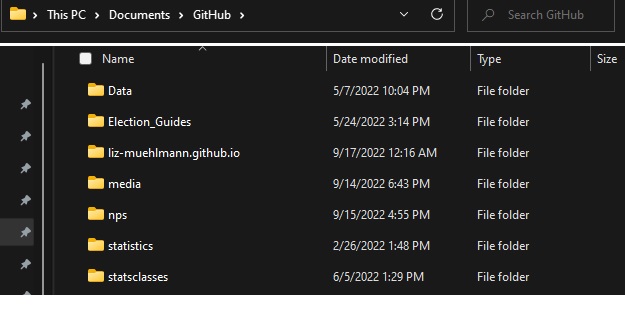 This PC > Documents > GitHub >
Search GitHub
Name Date modified Type Size
Data 5/7/2022 10:04 PM File folder
Election_Guides 5/24/2022 3:14 PM File folder
liz-muehlmann.github.io 9/17/2022 12:16 AM File folder
media 9/14/2022 6:43 PM File folder
nps 9/15/2022 4:55 PM File folder
statistics 2/26/2022 1:48 PM File folder
statsclasses 6/5/2022 1:29 PM File folder